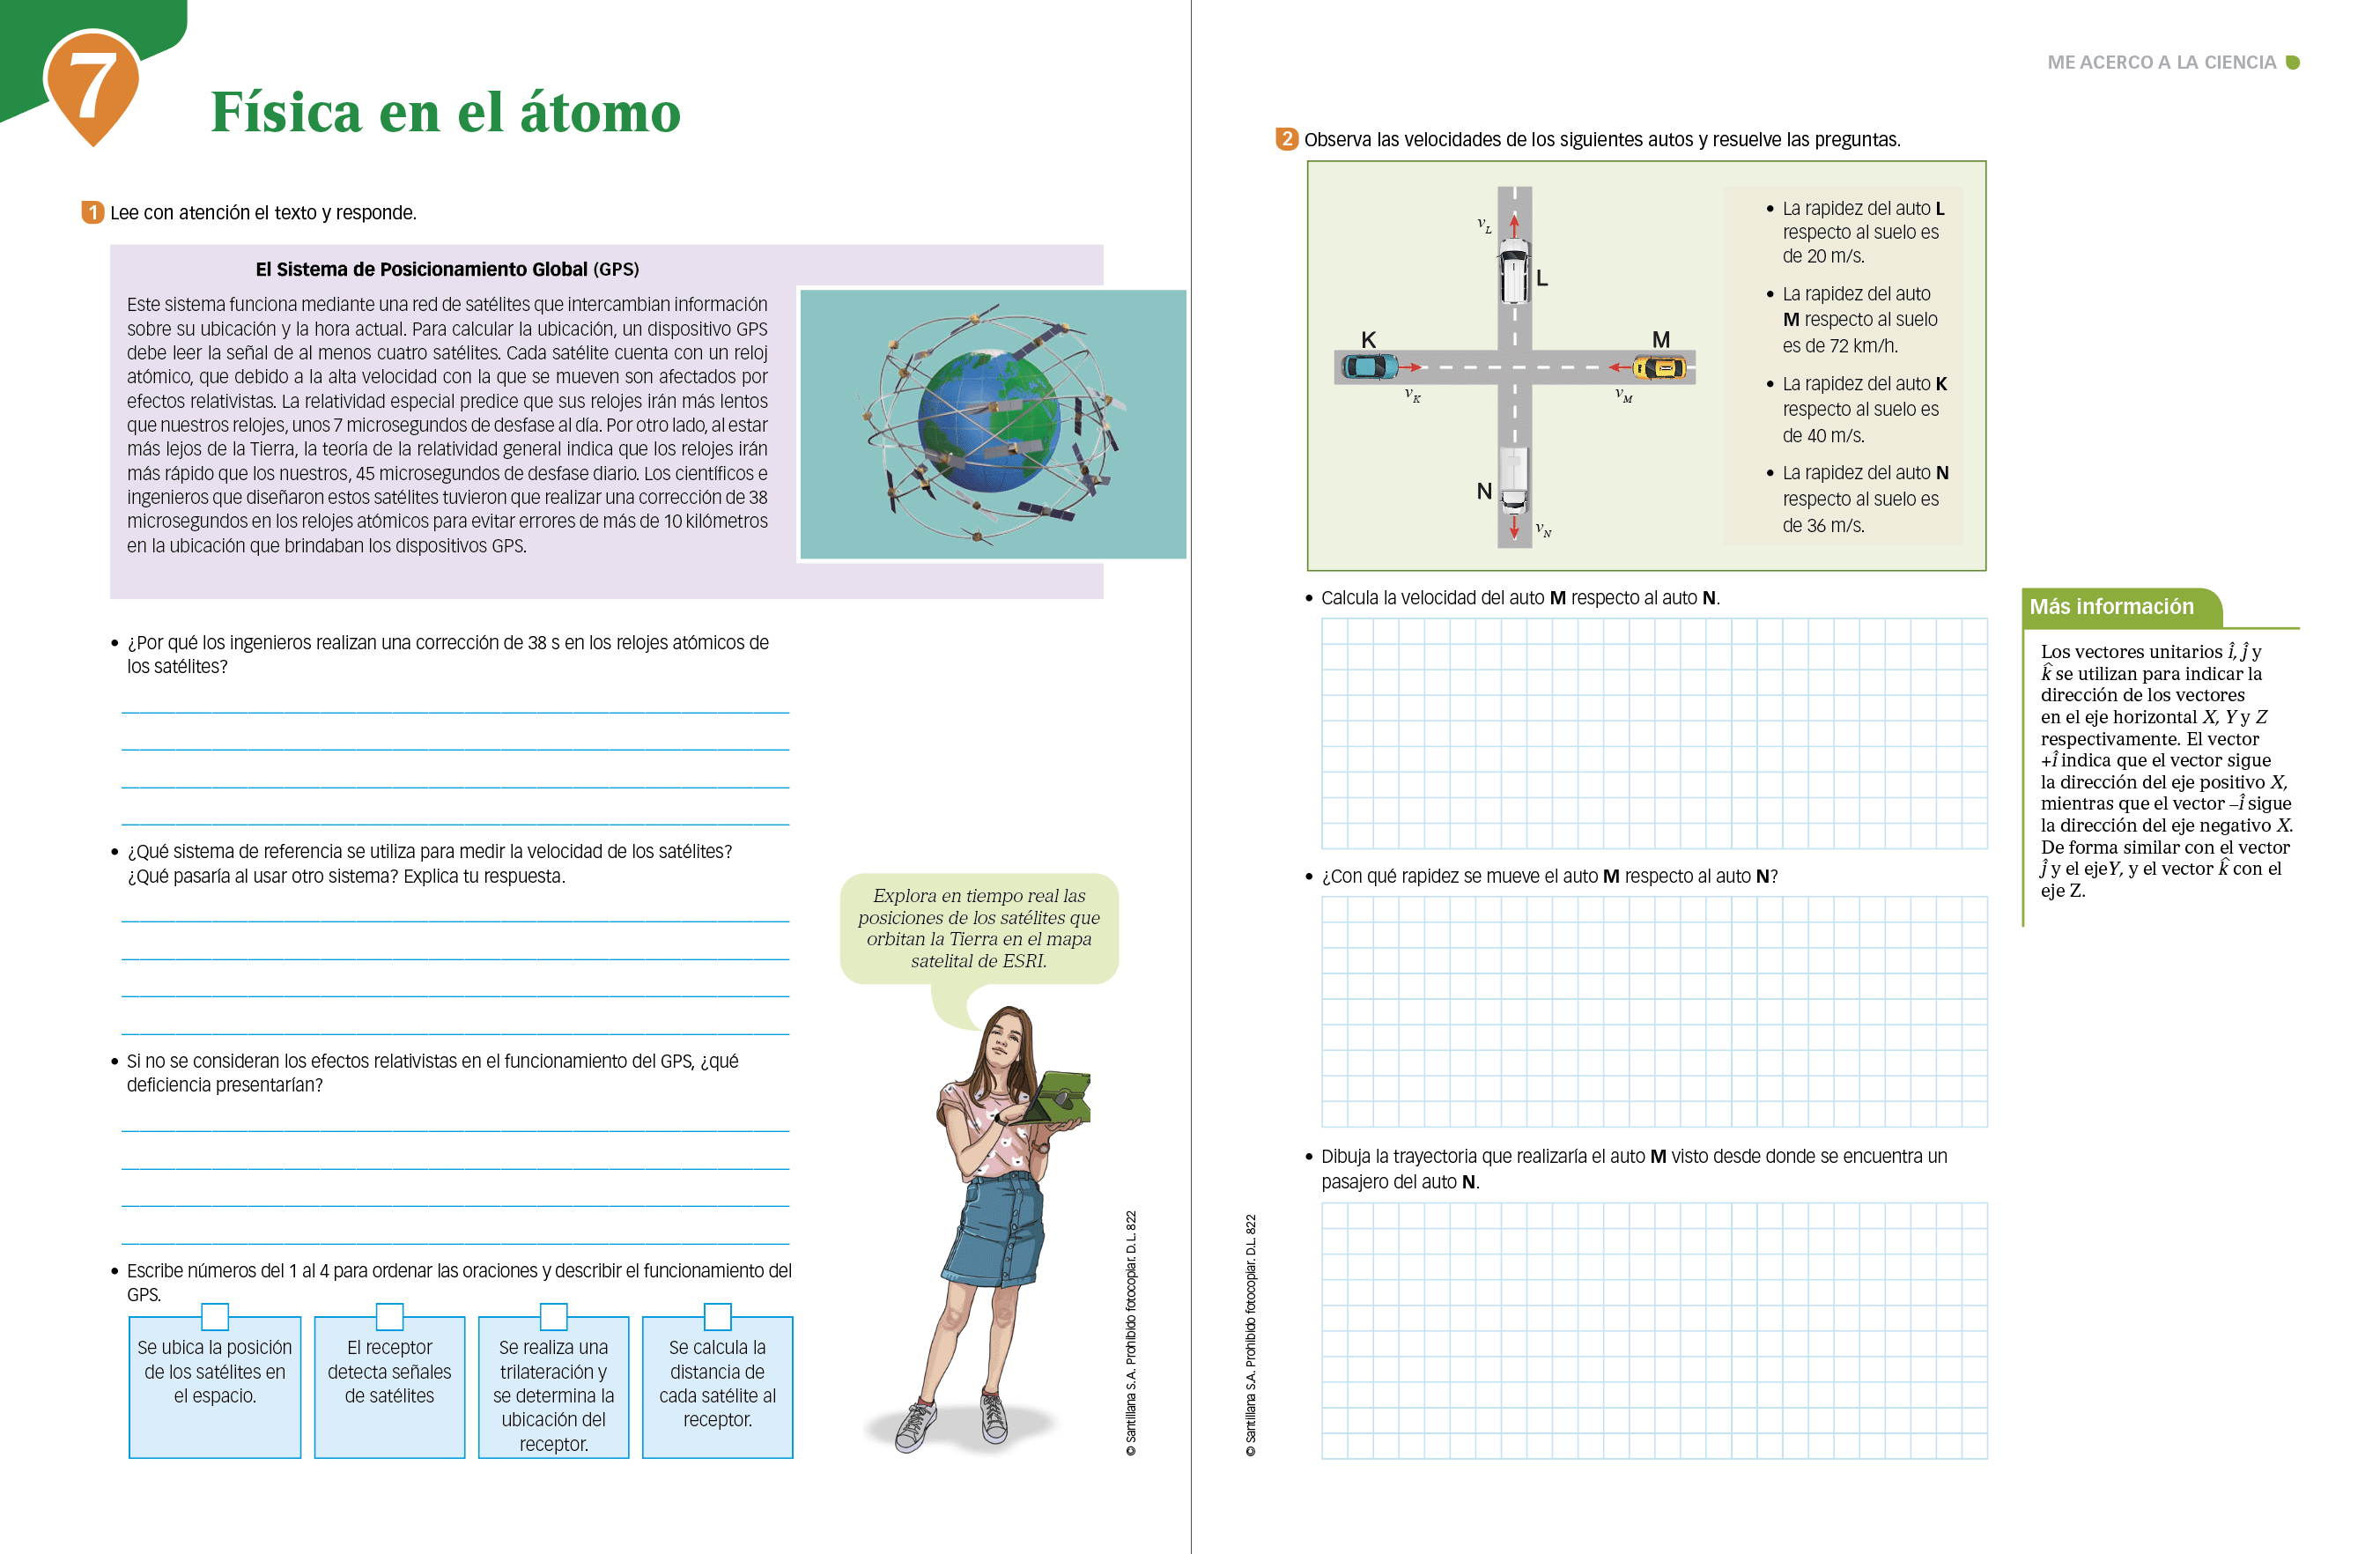 7
Física en el átomo
1 Lee con atención el texto y responde.
El Sistema de Posicionamiento Global (GPS)
Este sistema funciona mediante una red de satélites que intercambian información
sobre su ubicación y la hora actual. Para calcular la ubicación, un dispositivo GPS
debe leer la señal de al menos cuatro satélites. Cada satélite cuenta con un reloj
atómico, que debido a la alta velocidad con la que se mueven son afectados por
efectos relativistas. La relatividad especial predice que sus relojes irán más lentos
que nuestros relojes, unos 7 microsegundos de desfase al día. Por otro lado, al estar
más lejos de la Tierra, la teoría de la relatividad general indica que los relojes irán
más rápido que los nuestros, 45 microsegundos de desfase diario. Los científicos e
ingenieros que diseñaron estos satélites tuvieron que realizar una corrección de 38
microsegundos en los relojes atómicos para evitar errores de más de 10 kilómetros
en la ubicación que brindaban los dispositivos GPS.
• ¿Por qué los ingenieros realizan una corrección de 38 s en los relojes atómicos de
los satélites?
• ¿Qué sistema de referencia se utiliza para medir la velocidad de los satélites?
¿Qué pasaría al usar otro sistema? Explica tu respuesta.
• Si no se consideran los efectos relativistas en el funcionamiento del GPS, ¿qué
deficiencia presentarían?
• Escribe números del 1 al 4 para ordenar las oraciones y describir el funcionamiento del
GPS.
Se ubica la posición
de los satélites en
el espacio.
El receptor
detecta señales
de satélites
Se realiza una
trilateración y
se determina la
ubicación del
receptor.
Se calcula la
distancia de
cada satélite al
receptor.
Explora en tiempo real las
posiciones de los satélites que
orbitan la Tierra en el mapa
satelital de ESRI.
© Santillana S.A. Prohibido fotocopiar. D.L. 822
ME ACERCO A LA CIENCIA
2 Observa las velocidades de los siguientes autos y resuelve las preguntas.
v_L
L
K
M
v_K
v_M
N
v_N
• La rapidez del auto L
respecto al suelo es
de 20 m/s.
• La rapidez del auto
M respecto al suelo
es de 72 km/h.
• La rapidez del auto K
respecto al suelo es
de 40 m/s.
• La rapidez del auto N
respecto al suelo es
de 36 m/s.
• Calcula la velocidad del auto M respecto al auto N.
• ¿Con qué rapidez se mueve el auto M respecto al auto N?
• Dibuja la trayectoria que realizaría el auto M visto desde donde se encuentra un
pasajero del auto N.
Más información
Los vectores unitarios î, ĵ y
k̂ se utilizan para indicar la
dirección de los vectores
en el eje horizontal X, Y y Z
respectivamente. El vector
+î indica que el vector sigue
la dirección del eje positivo X,
mientras que el vector –î sigue
la dirección del eje negativo X.
De forma similar con el vector
ĵ y el ejeY, y el vector k̂ con el
eje Z.
© Santillana S.A. Prohibido fotocopiar. D.L. 822